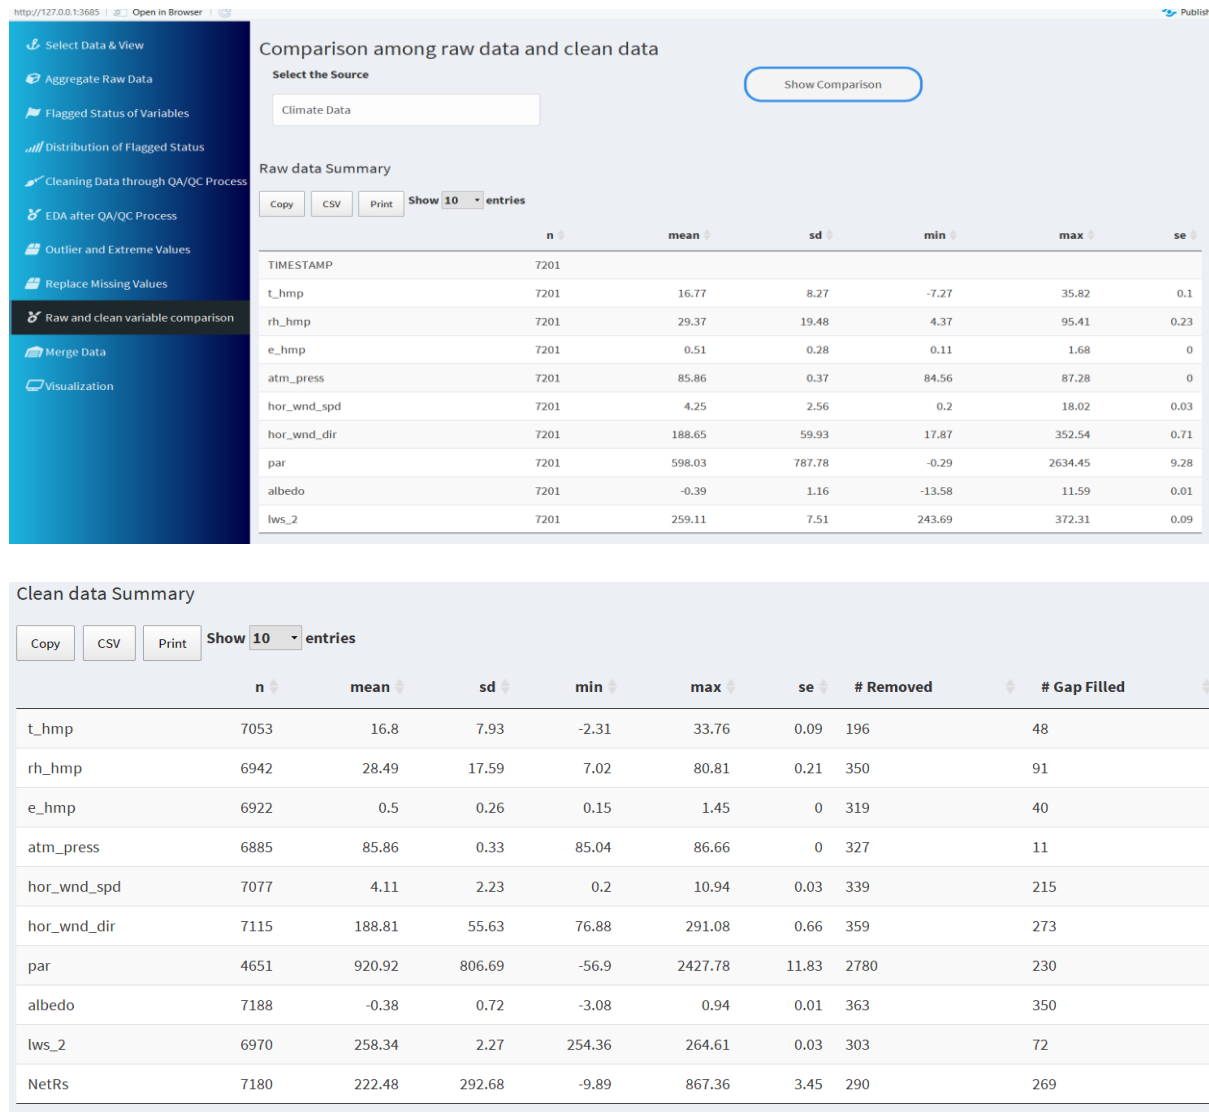 http://127.0.0.1:3685 Open in Browser Publish
Select Data & View
Aggregate Raw Data
Flagged Status of Variables
Distribution of Flagged Status
Cleaning Data through QA/QC Process
EDA after QA/QC Process
Outlier and Extreme Values
Replace Missing Values
Raw and clean variable comparison
Merge Data
Visualization
Comparison among raw data and clean data
Select the Source
Show Comparison
Climate Data
Raw data Summary
Copy CSV Print Show 10 entries
n mean sd min max se
TIMESTAMP 7201
t_hmp 7201 16.77 8.27 -7.27 35.82 0.1
rh_hmp 7201 29.37 19.48 4.37 95.41 0.23
e_hmp 7201 0.51 0.28 0.11 1.68 0
atm_press 7201 85.86 0.37 84.56 87.28 0
hor_wnd_spd 7201 4.25 2.56 0.2 18.02 0.03
hor_wnd_dir 7201 188.65 59.93 17.87 352.54 0.71
par 7201 598.03 787.78 -0.29 2634.45 9.28
albedo 7201 -0.39 1.16 -13.58 11.59 0.01
lws_2 7201 259.11 7.51 243.69 372.31 0.09
Clean data Summary
Copy CSV Print Show 10 entries
n mean sd min max se # Removed # Gap Filled
t_hmp 7053 16.8 7.93 -2.31 33.76 0.09 196 48
rh_hmp 6942 28.49 17.59 7.02 80.81 0.21 350 91
e_hmp 6922 0.5 0.26 0.15 1.45 0 319 40
atm_press 6885 85.86 0.33 85.04 86.66 0 327 11
hor_wnd_spd 7077 4.11 2.23 0.2 10.94 0.03 339 215
hor_wnd_dir 7115 188.81 55.63 76.88 291.08 0.66 359 273
par 4651 920.92 806.69 -56.9 2427.78 11.83 2780 230
albedo 7188 -0.38 0.72 -3.08 0.94 0.01 363 350
lws_2 6970 258.34 2.27 254.36 264.61 0.03 303 72
NetRs 7180 222.48 292.68 -9.89 867.36 3.45 290 269